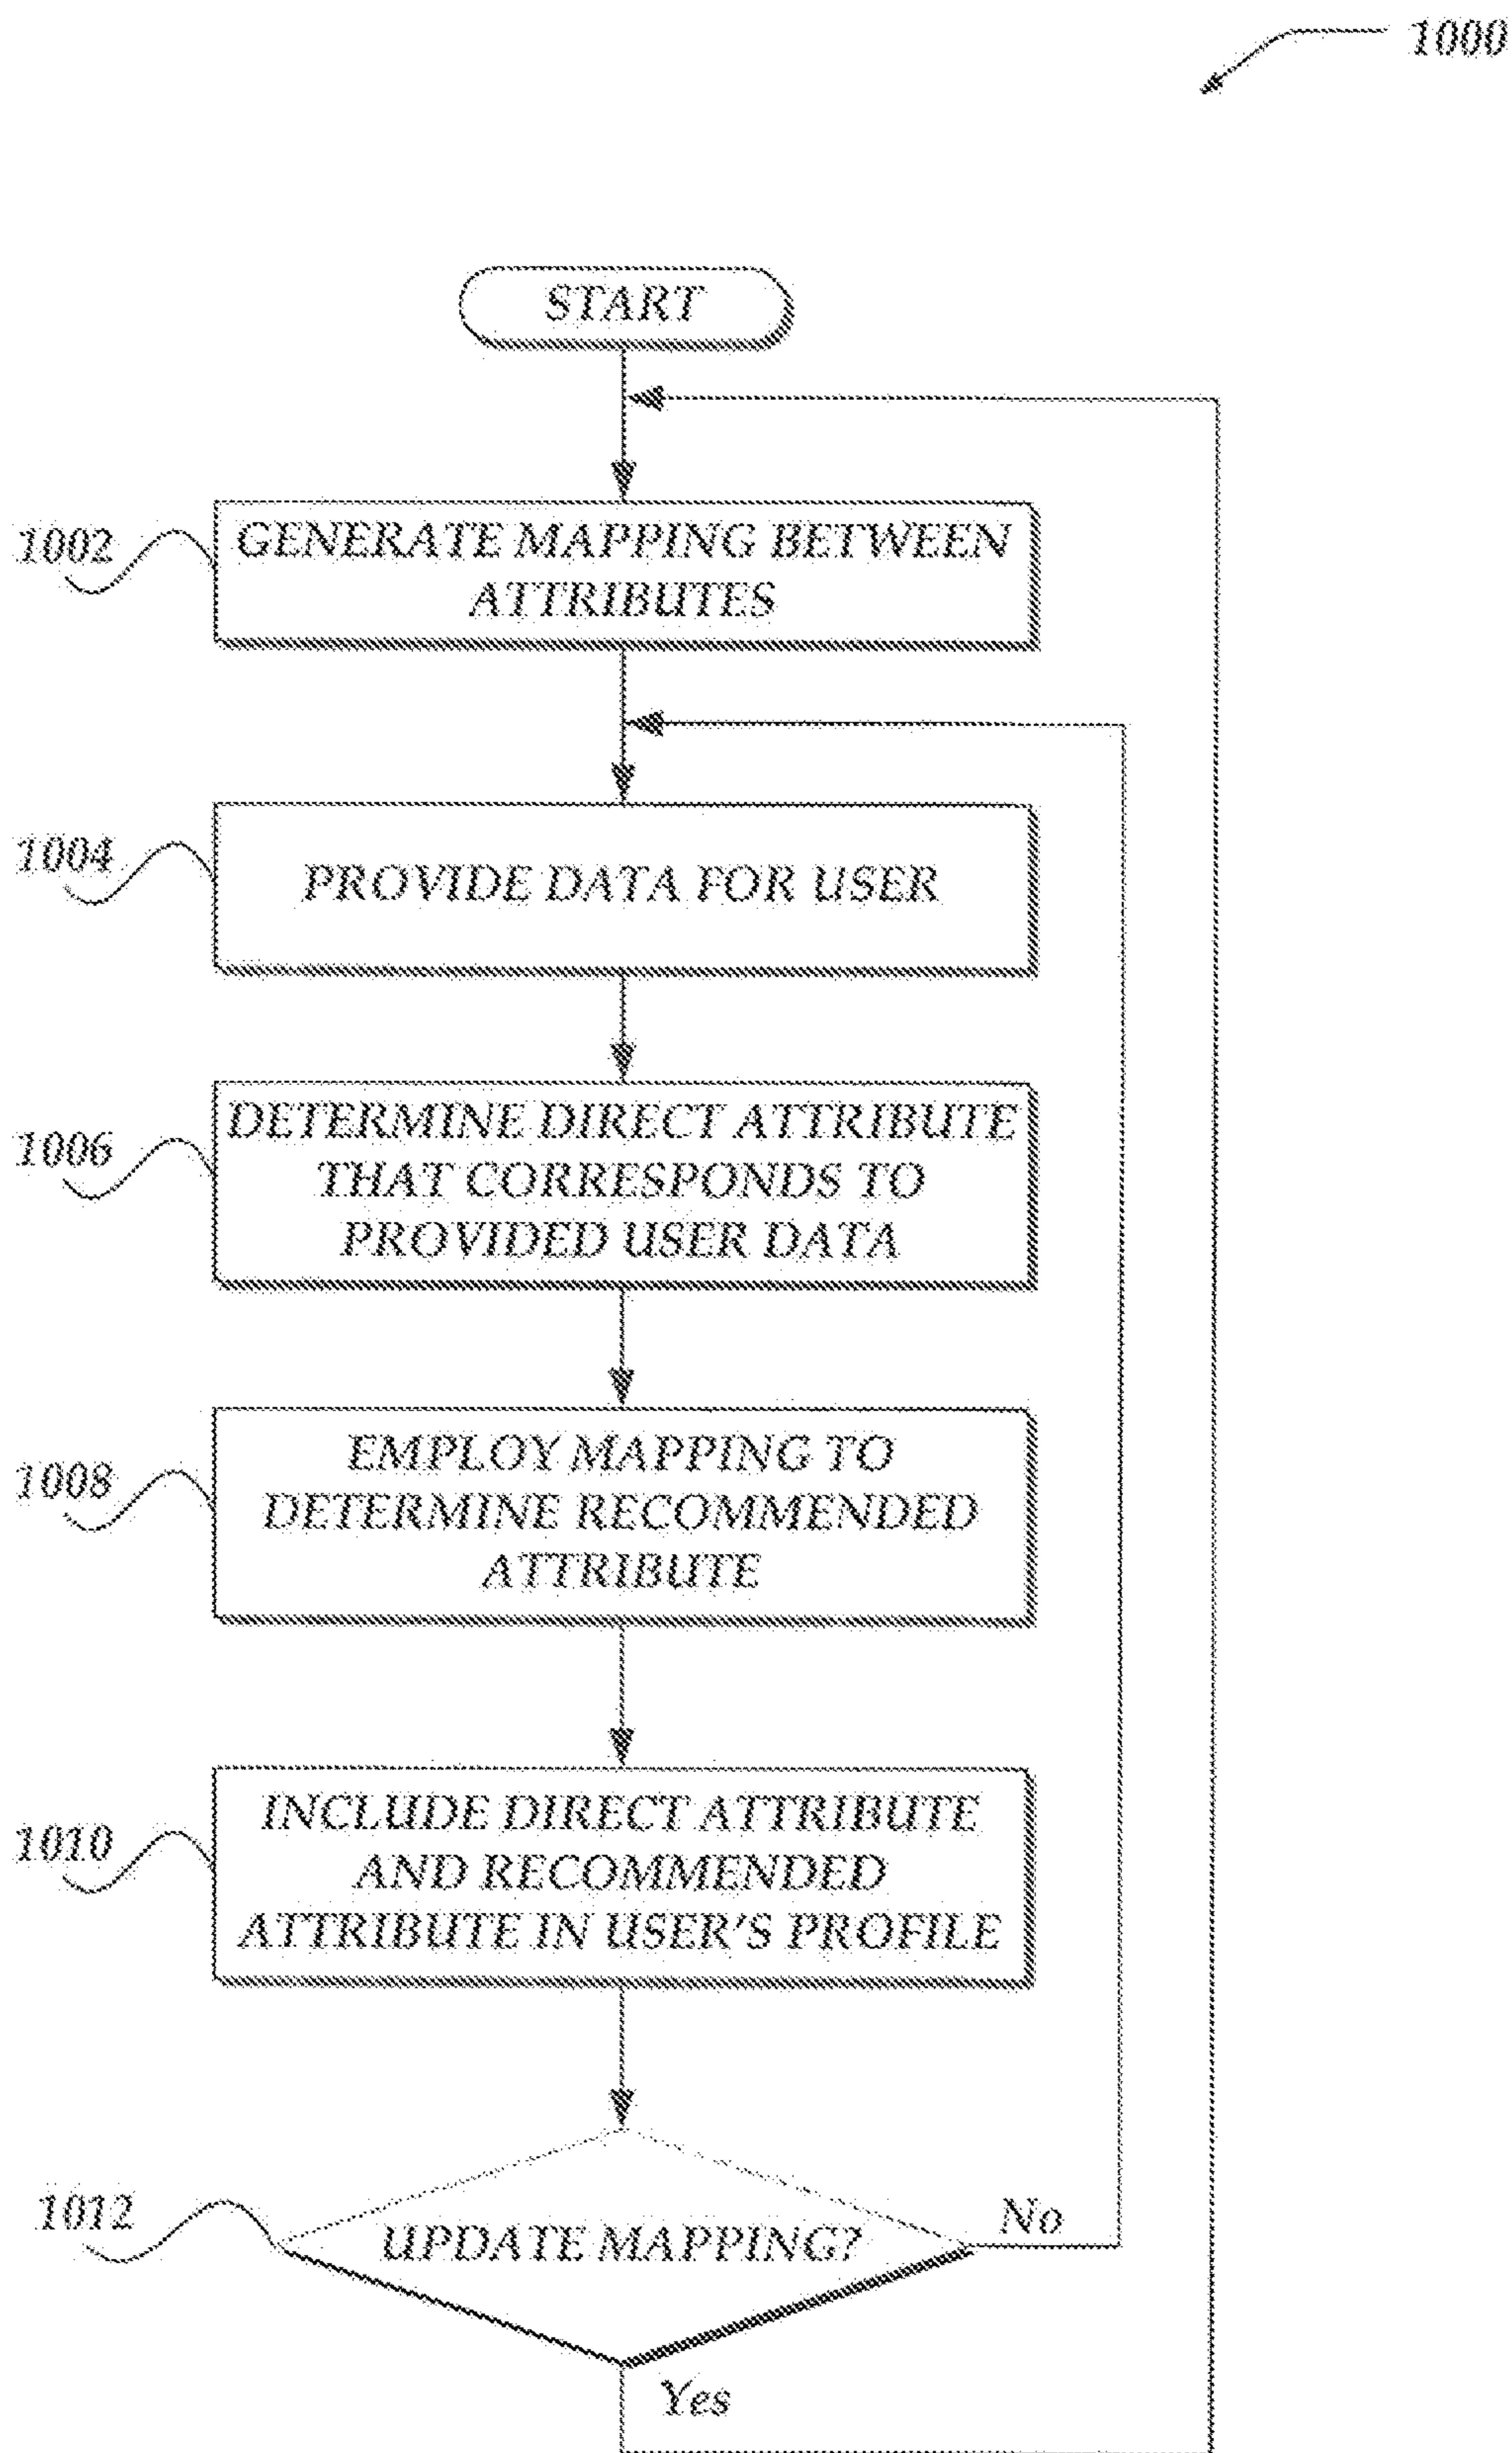 1000
START
1002
GENERATE MAPPING BETWEEN
ATTRIBUTES
1004
PROVIDE DATA FOR USER
1006
DETERMINE DIRECT ATTRIBUTE
THAT CORRESPONDS TO
PROVIDED USER DATA
1008
EMPLOY MAPPING TO
DETERMINE RECOMMENDED
ATTRIBUTE
1010
INCLUDE DIRECT ATTRIBUTE
AND RECOMMENDED
ATTRIBUTE IN USER'S PROFILE
1012
UPDATE MAPPING?
No
Yes